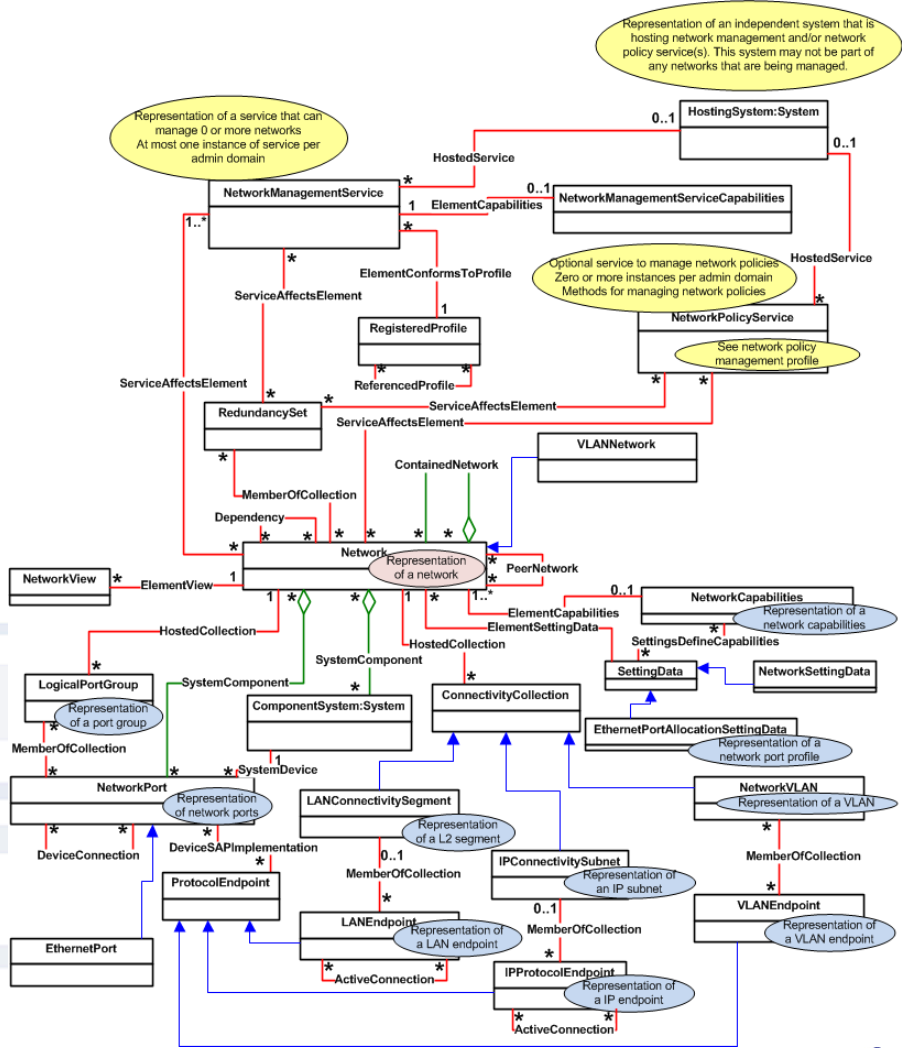 Representation of an independent system that is
hosting network management and/or network
policy service(s). This system may not be part of
any networks that are being managed.
Representation of a service that can
manage 0 or more networks
At most one instance of service per
admin domain
HostingSystem:System
0..1
0..1
HostedService
*
NetworkManagementService
1..*
1
ElementCapabilities
0..1
NetworkManagementServiceCapabilities
*
*
ElementConformsToProfile
HostedService
Optional service to manage network policies
Zero or more instances per admin domain
Methods for managing network policies
*
ServiceAffectsElement
1
RegisteredProfile
*
*
ReferencedProfile
NetworkPolicyService
See network policy
management profile
*
*
ServiceAffectsElement
*
*
ServiceAffectsElement
ServiceAffectsElement
RedundancySet
*
VLANNetwork
ContainedNetwork
MemberOfCollection
Dependency
*
*
*
*
*
*
*
Network
Representation
of a network
*
*
PeerNetwork
NetworkView
*
ElementView
1
1
*
*
1
*
1..*
ElementCapabilities
0..1
NetworkCapabilities
Representation of a
network capabilities
ElementSettingData
HostedCollection
HostedCollection
*
SettingsDefineCapabilities
*
SystemComponent
SystemComponent
*
*
*
SettingData
NetworkSettingData
LogicalPortGroup
Representation
of a port group
*
ComponentSystem:System
ConnectivityCollection
EthernetPortAllocationSettingData
Representation of a
network port profile
MemberOfCollection
1
SystemDevice
*
*
*
NetworkPort
Representation
of network ports
LANConnectivitySegment
Representation
of a L2 segment
NetworkVLAN
Representation of a VLAN
*
*
*
*
DeviceConnection
DeviceSAPImplementation
*
0..1
MemberOfCollection
*
IPConnectivitySubnet
Representation of
an IP subnet
MemberOfCollection
*
ProtocolEndpoint
0..1
VLANEndpoint
Representation of
a VLAN endpoint
LANEndpoint
Representation of
a LAN endpoint
MemberOfCollection
*
EthernetPort
*
*
ActiveConnection
IPProtocolEndpoint
Representation of
a IP endpoint
*
*
ActiveConnection